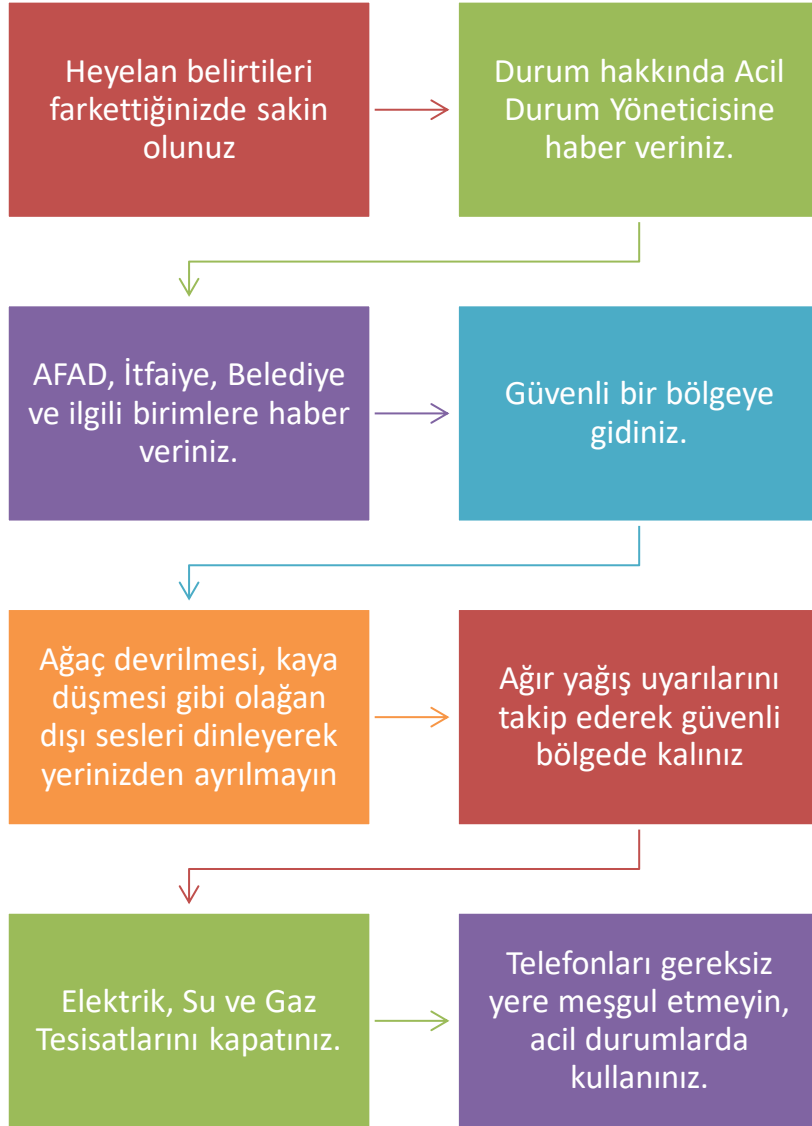 Heyelan belirtileri
farkettiğinizde sakin
olunuz
Durum hakkında Acil
Durum Yöneticisine
haber veriniz.
AFAD, İtfaiye, Belediye
ve ilgili birimlere haber
veriniz.
Güvenli bir bölgeye
gidiniz.
Ağaç devrilmesi, kaya
düşmesi gibi olağan
dışı sesleri dinleyerek
yerinizden ayrılmayın
Ağır yağış uyarılarını
takip ederek güvenli
bölgede kalınız
Elektrik, Su ve Gaz
Tesisatlarını kapatınız.
Telefonları gereksiz
yere meşgul etmeyin,
acil durumlarda
kullanınız.